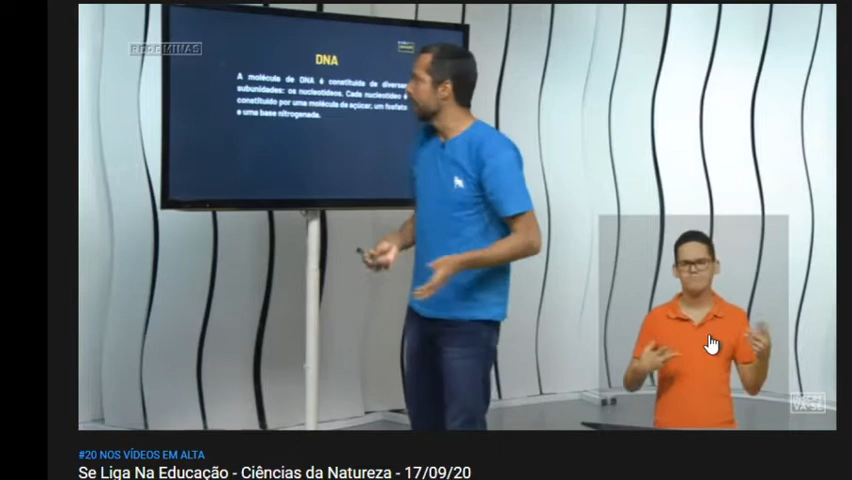 REDE MINAS
DNA
A molécula de DNA é constituída de diversas
subunidades: os nucleotídeos. Cada nucleotídeo é
constituído por uma molécula de açúcar, um fosfato
e uma base nitrogenada.
#20 NOS VÍDEOS EM ALTA
Se Liga Na Educação - Ciências da Natureza - 17/09/20